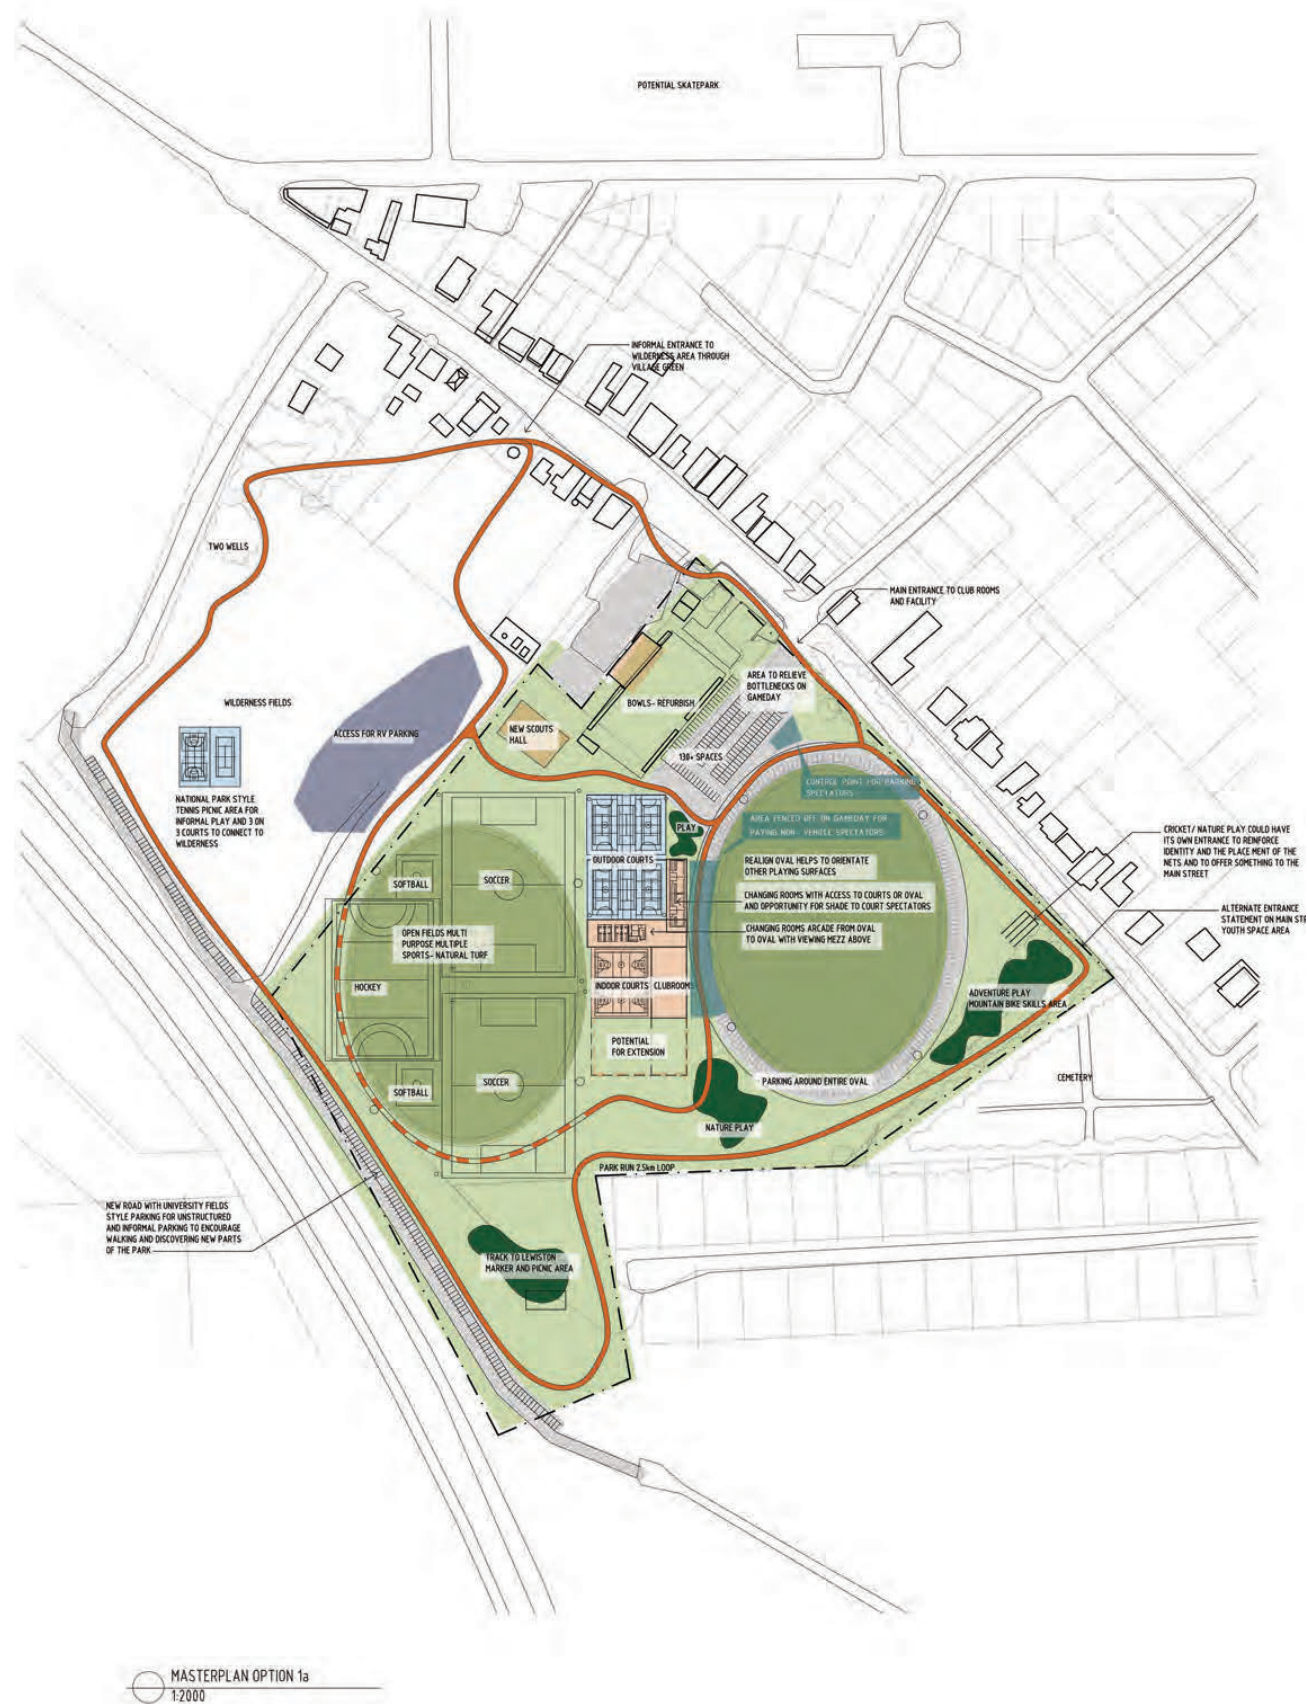 POTENTIAL SKATEPARK
INFORMAL ENTRANCE TO
WILDERNESS AREA THROUGH
VILLAGE GREEN
TWO WELLS
MAIN ENTRANCE TO CLUB ROOMS
AND FACILITY
AREA TO RELIEVE
BOTTLENECKS ON
GAMEDAY
WILDERNESS FIELDS
BOWLS- REFURBISH
ACCESS FOR RV PARKING
NEW SCOUTS
HALL
130+ SPACES
CONTROL POINT FOR PARKING
SPECTATORS
NATIONAL PARK STYLE
TENNIS PICNIC AREA FOR
INFORMAL PLAY AND 3 ON
3 COURTS TO CONNECT TO
WILDERNESS
PLAY
AREA FENCED OFF ON GAMEDAY FOR
PAYING NON- VEHICLE SPECTATORS
CRICKET/ NATURE PLAY COULD HAVE
ITS OWN ENTRANCE TO REINFORCE
IDENTITY AND THE PLACE MENT OF THE
NETS AND TO OFFER SOMETHING TO THE
MAIN STREET
OUTDOOR COURTS
REALIGN OVAL HELPS TO ORIENTATE
OTHER PLAYING SURFACES
SOFTBALL
SOCCER
CHANGING ROOMS WITH ACCESS TO COURTS OR OVAL
AND OPPORTUNITY FOR SHADE TO COURT SPECTATORS
ALTERNATE ENTRANCE
STATEMENT ON MAIN STR
YOUTH SPACE AREA
OPEN FIELDS MULTI
PURPOSE MULTIPLE
SPORTS- NATURAL TURF
CHANGING ROOMS ARCADE FROM OVAL
TO OVAL WITH VIEWING MEZZ ABOVE
HOCKEY
INDOOR COURTS
CLUBROOMS
ADVENTURE PLAY
MOUNTAIN BIKE SKILLS AREA
POTENTIAL
FOR EXTENSION
SOFTBALL
SOCCER
PARKING AROUND ENTIRE OVAL
CEMETERY
NATURE PLAY
PARK RUN 2.5km LOOP
NEW ROAD WITH UNIVERSITY FIELDS
STYLE PARKING FOR UNSTRUCTURED
AND INFORMAL PARKING TO ENCOURAGE
WALKING AND DISCOVERING NEW PARTS
OF THE PARK
TRACK TO LEWISTON
MARKER AND PICNIC AREA
MASTERPLAN OPTION 1a
1:2000